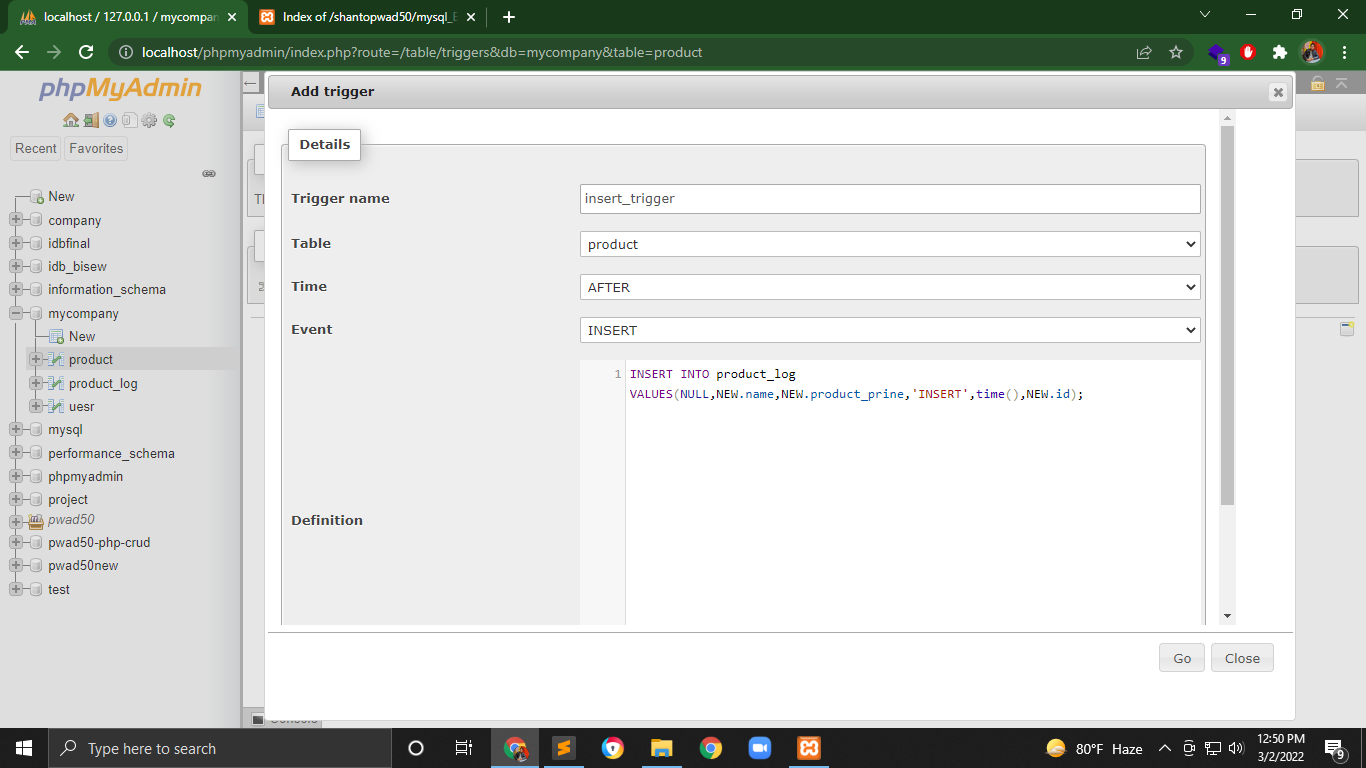 localhost / 127.0.0.1 / mycompan
Index of /shantopwad50/mysql_E
localhost/phpmyadmin/index.php?route=/table/triggers&db=mycompany&table=product
9
phpMyAdmin
Recent
Favorites
New
company
idbfinal
idb_bisew
information_schema
mycompany
New
product
product_log
uesr
mysql
performance_schema
phpmyadmin
project
pwad50
pwad50-php-crud
pwad50new
test
Add trigger
Details
Trigger name
insert_trigger
Table
product
Time
AFTER
Event
INSERT
Definition
1
INSERT INTO product_log
VALUES(NULL,NEW.name,NEW.product_prine,'INSERT',time(),NEW.id);
Go
Close
Console
Type here to search
80°F Haze
12:50 PM
3/2/2022
9